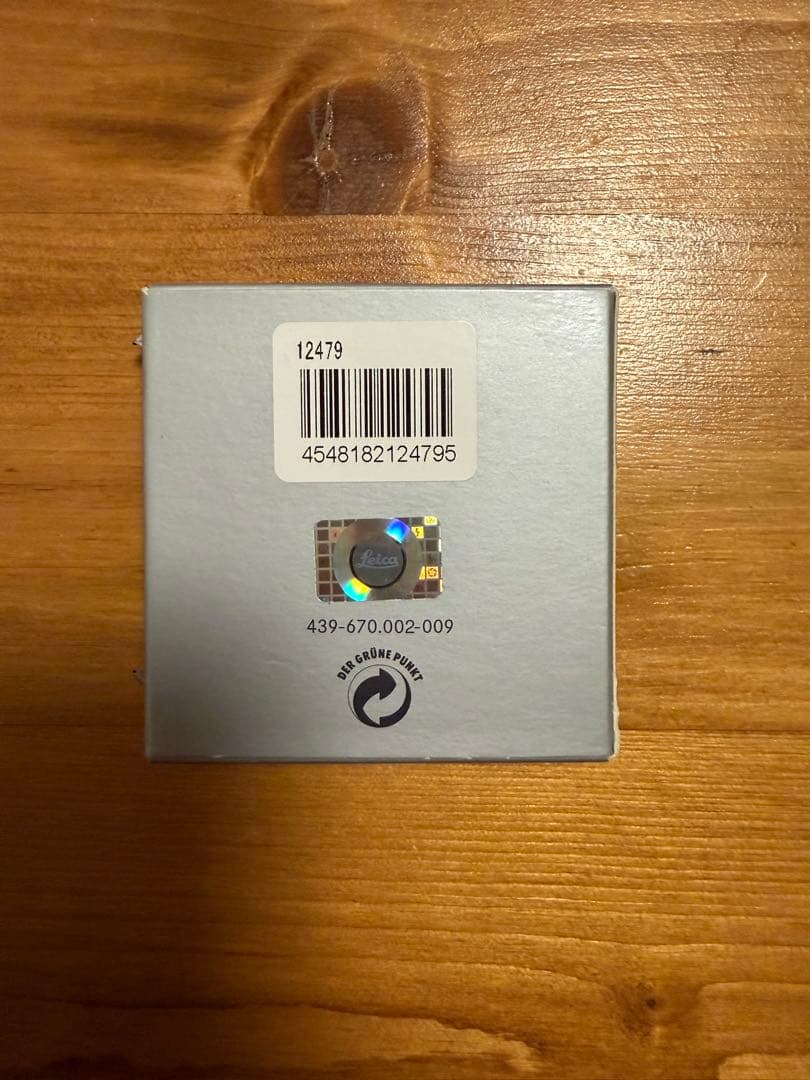 12479
4548182124795
Leica
439-670.002-009
DER GRÜNE PUNKT